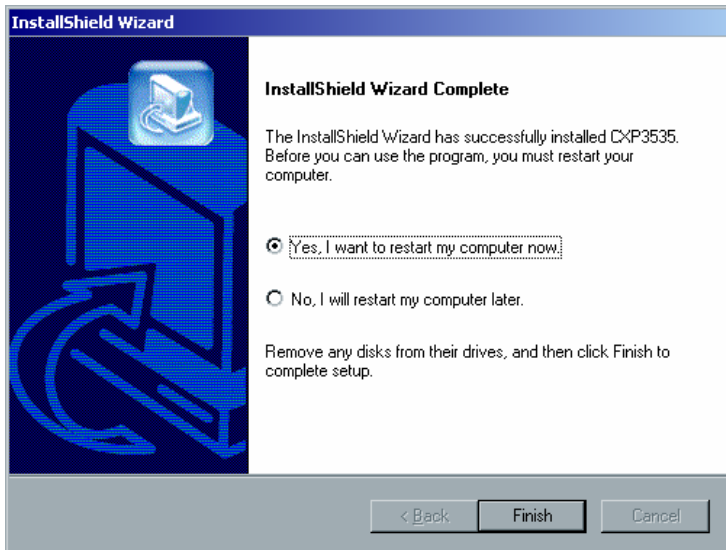 InstallShield Wizard
InstallShield Wizard Complete
The InstallShield Wizard has successfully installed CXP3535.
Before you can use the program, you must restart your
computer.
Yes, I want to restart my computer now.
No, I will restart my computer later.
Remove any disks from their drives, and then click Finish to
complete setup.
< Back Finish Cancel